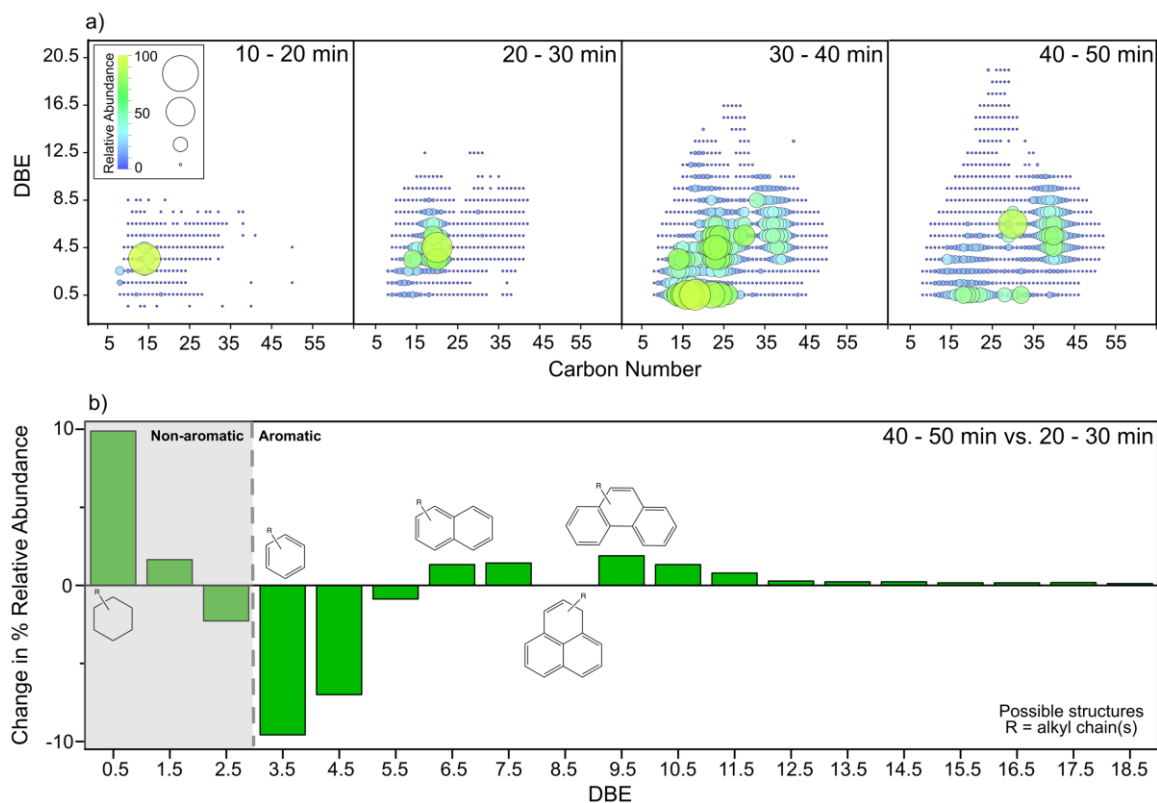 a)
10 - 20 min
20 - 30 min
30 - 40 min
40 - 50 min
Relative Abundance
100
50
0
DBE
20.5
16.5
12.5
8.5
4.5
0.5
5 15 25 35 45 55
5 15 25 35 45 55
5 15 25 35 45 55
5 15 25 35 45 55
Carbon Number
b)
Non-aromatic
Aromatic
40 - 50 min vs. 20 - 30 min
Change in % Relative Abundance
10
0
-10
R
R
R
R
R
Possible structures
R = alkyl chain(s)
0.5 1.5 2.5 3.5 4.5 5.5 6.5 7.5 8.5 9.5 10.5 11.5 12.5 13.5 14.5 15.5 16.5 17.5 18.5
DBE